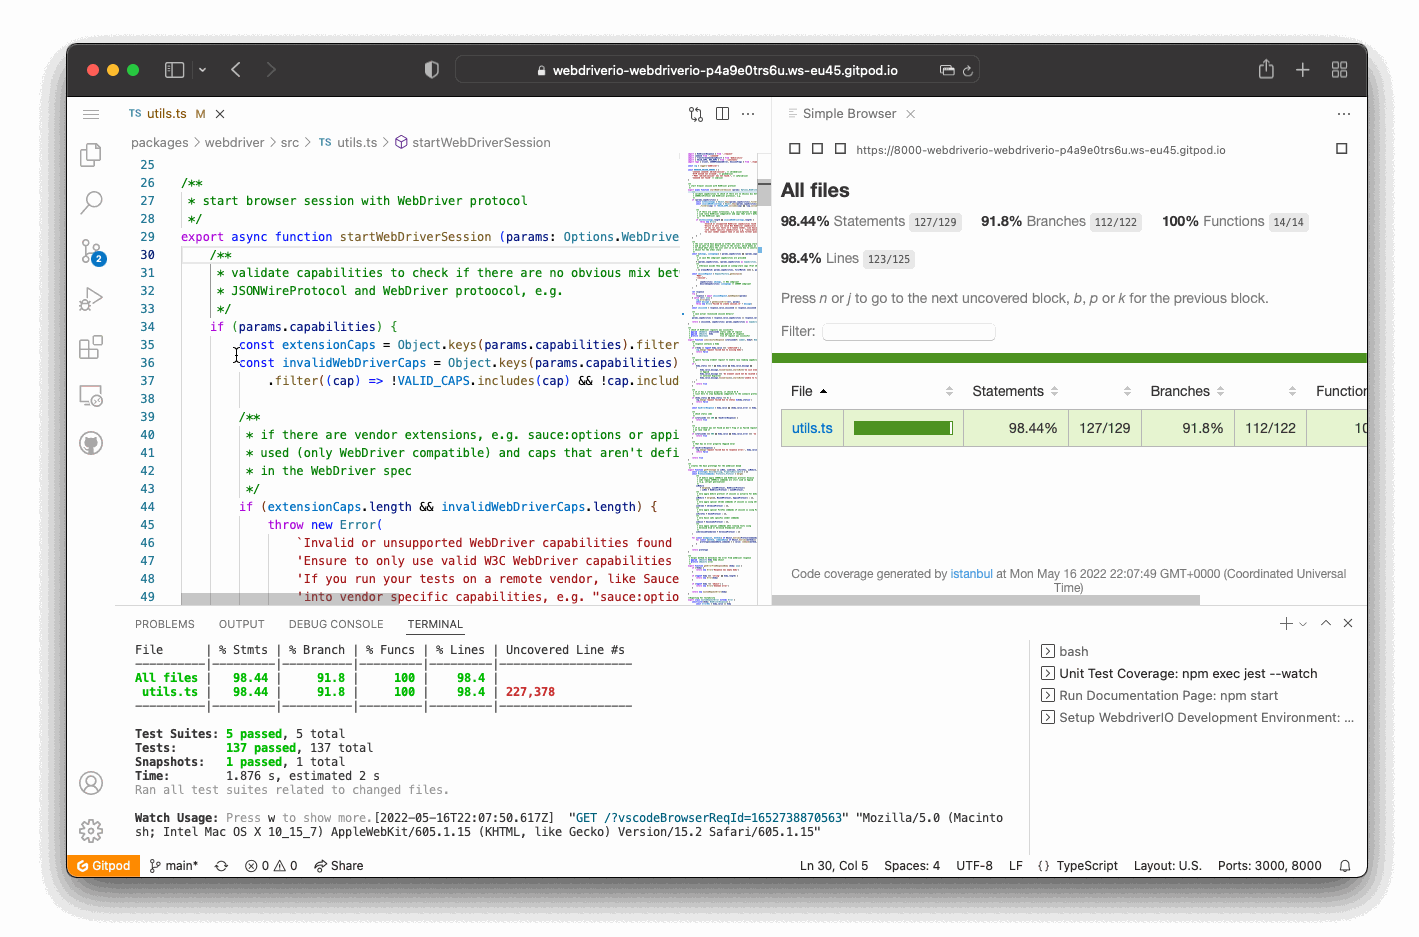 webdriverio-webdriverio-p4a9e0trs6u.ws-eu45.gitpod.io
TS utils.ts M
packages > webdriver > src > TS utils.ts > startWebDriverSession
25
26 /**
27 * start browser session with WebDriver protocol
28 */
29 export async function startWebDriverSession (params: Options.WebDrive
30 /**
31 * validate capabilities to check if there are no obvious mix bet
32 * JSONWireProtocol and WebDriver protoocol, e.g.
33 */
34 if (params.capabilities) {
35 const extensionCaps = Object.keys(params.capabilities).filter
36 const invalidWebDriverCaps = Object.keys(params.capabilities)
37 .filter((cap) => !VALID_CAPS.includes(cap) && !cap.includ
38
39 /**
40 * if there are vendor extensions, e.g. sauce:options or appi
41 * used (only WebDriver compatible) and caps that aren't defi
42 * in the WebDriver spec
43 */
44 if (extensionCaps.length && invalidWebDriverCaps.length) {
45 throw new Error(
46 `Invalid or unsupported WebDriver capabilities found
47 'Ensure to only use valid W3C WebDriver capabilities
48 'If you run your tests on a remote vendor, like Sauce
49 'into vendor specific capabilities, e.g. "sauce:optio
2
Simple Browser
https://8000-webdriverio-webdriverio-p4a9e0trs6u.ws-eu45.gitpod.io
All files
98.44% Statements 127/129 91.8% Branches 112/122 100% Functions 14/14
98.4% Lines 123/125
Press n or j to go to the next uncovered block, b, p or k for the previous block.
Filter:
File Statements Branches Function
utils.ts 98.44% 127/129 91.8% 112/122 10
Code coverage generated by istanbul at Mon May 16 2022 22:07:49 GMT+0000 (Coordinated Universal
Time)
PROBLEMS OUTPUT DEBUG CONSOLE TERMINAL
File | % Stmts | % Branch | % Funcs | % Lines | Uncovered Line #s
All files | 98.44 | 91.8 | 100 | 98.4 |
utils.ts | 98.44 | 91.8 | 100 | 98.4 | 227,378
Test Suites: 5 passed, 5 total
Tests: 137 passed, 137 total
Snapshots: 1 passed, 1 total
Time: 1.876 s, estimated 2 s
Ran all test suites related to changed files.
Watch Usage: Press w to show more.[2022-05-16T22:07:50.617Z] "GET /?vscodeBrowserReqId=1652738870563" "Mozilla/5.0 (Macinto
sh; Intel Mac OS X 10_15_7) AppleWebKit/605.1.15 (KHTML, like Gecko) Version/15.2 Safari/605.1.15"
bash
Unit Test Coverage: npm exec jest --watch
Run Documentation Page: npm start
Setup WebdriverIO Development Environment: ...
Gitpod main* 0 0 Share Ln 30, Col 5 Spaces: 4 UTF-8 LF {} TypeScript Layout: U.S. Ports: 3000, 8000